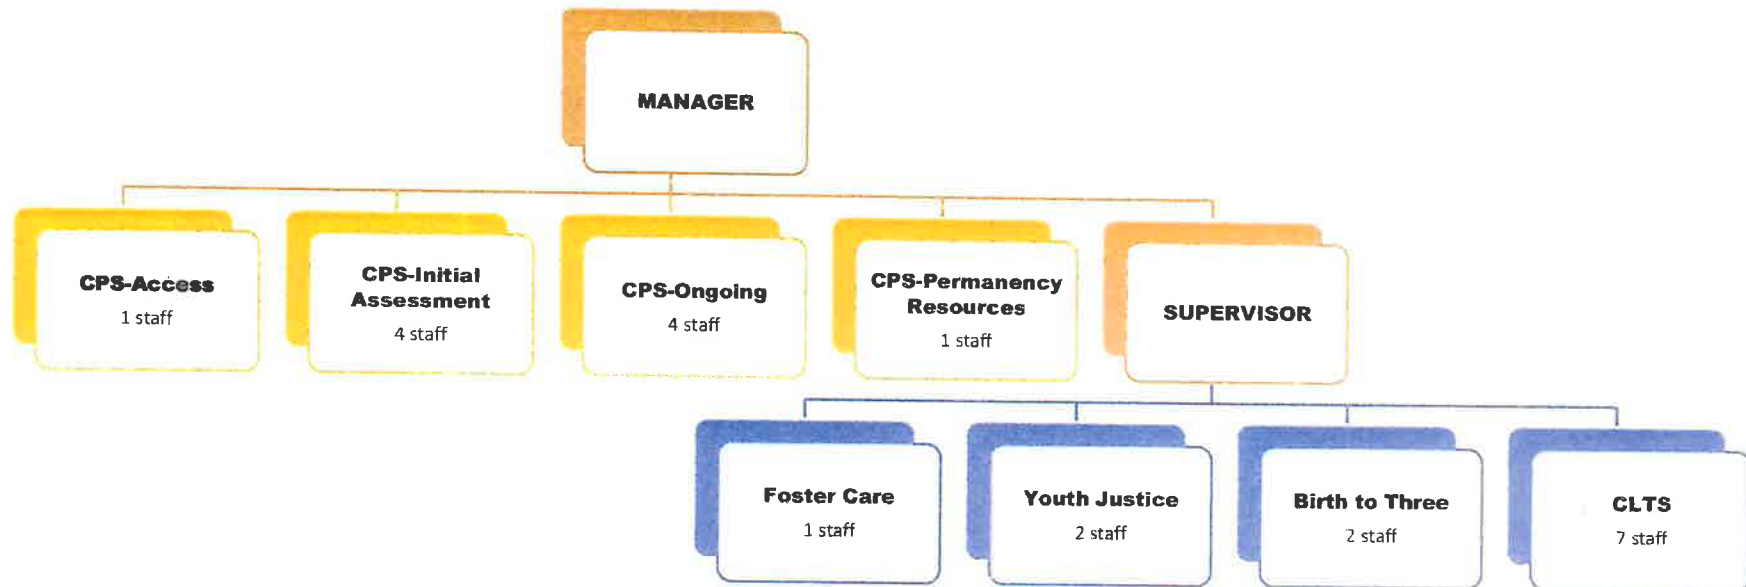 MANAGER
CPS-Access
1 staff
CPS-Initial
Assessment
4 staff
CPS-Ongoing
4 staff
CPS-Permanency
Resources
1 staff
SUPERVISOR
Foster Care
1 staff
Youth Justice
2 staff
Birth to Three
2 staff
CLTS
7 staff